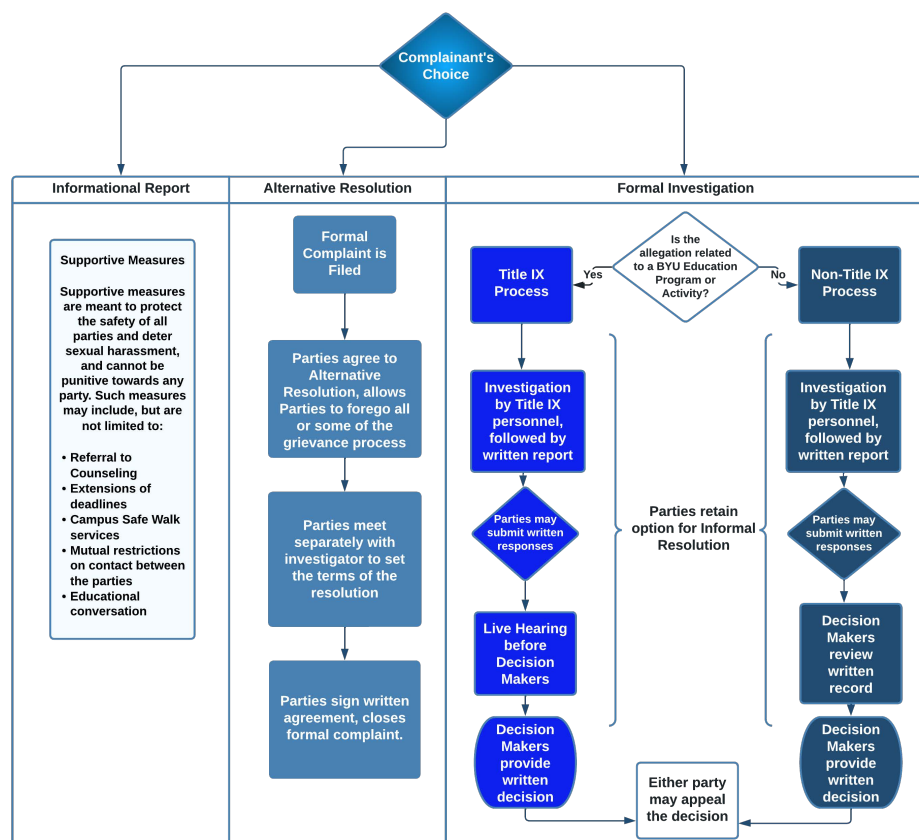 Complainant's
Choice
Informational Report
Alternative Resolution
Formal Investigation
Supportive Measures
Supportive measures
are meant to protect
the safety of all
parties and deter
sexual harassment,
and cannot be
punitive towards any
party. Such measures
may include, but are
not limited to:
• Referral to
Counseling
• Extensions of
deadlines
• Campus Safe Walk
services
• Mutual restrictions
on contact between
the parties
• Educational
conversation
Formal
Complaint is
Filed
Parties agree to
Alternative
Resolution, allows
Parties to forego all
or some of the
grievance process
Parties meet
separately with
investigator to set
the terms of the
resolution
Parties sign written
agreement, closes
formal complaint.
Is the
allegation related
to a BYU Education
Program or
Activity?
Yes
No
Title IX
Process
Investigation
by Title IX
personnel,
followed by
written report
Parties may
submit written
responses
Live Hearing
before
Decision
Makers
Decision
Makers
provide
written
decision
Parties retain
option for Informal
Resolution
Non-Title IX
Process
Investigation
by Title IX
personnel,
followed by
written report
Parties may
submit written
responses
Decision
Makers
review
written
record
Decision
Makers
provide
written
decision
Either party
may appeal
the decision